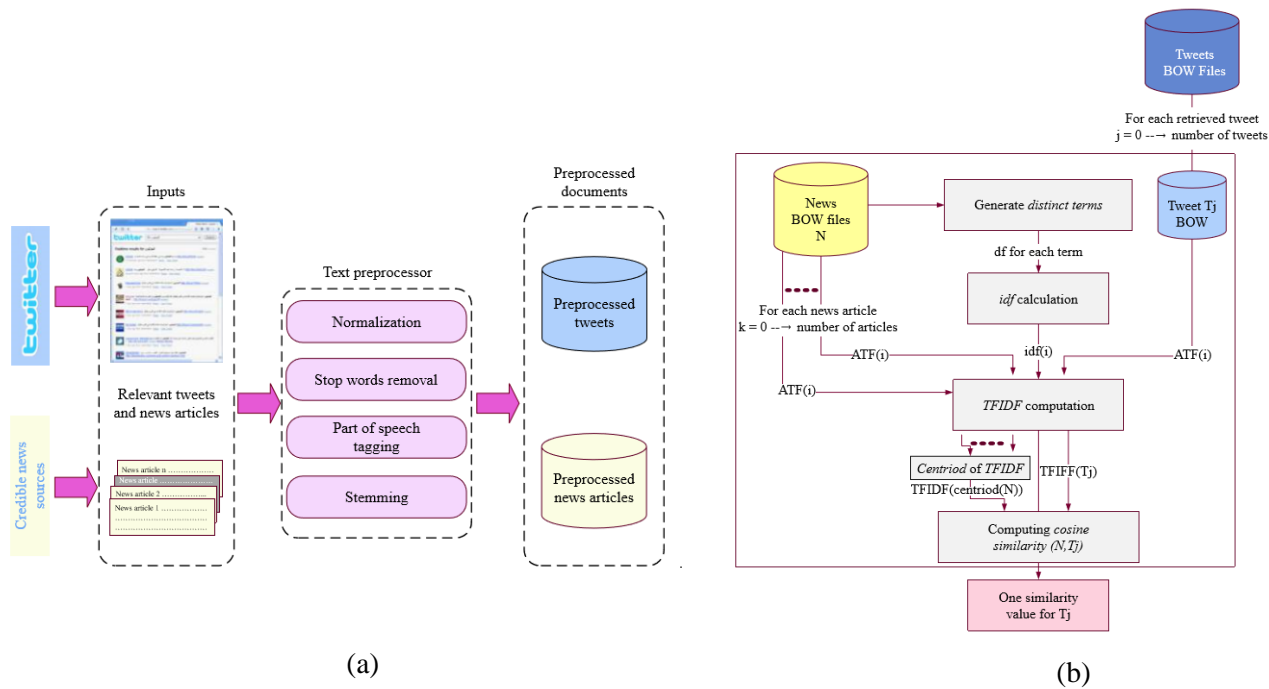 Inputs
twitter
twitter
Relevant tweets
and news articles
Credible news
sources
News article n ………………
News article ………………
News article 2 ……………..
News article 1 ………………
Text preprocessor
Normalization
Stop words removal
Part of speech
tagging
Stemming
Preprocessed
documents
Preprocessed
tweets
Preprocessed
news articles
(a)
Tweets
BOW Files
For each retrieved tweet
j = 0 --→ number of tweets
News
BOW files
N
Generate distinct terms
Tweet Tj
BOW
df for each term
idf calculation
For each news article
k = 0 --→ number of articles
ATF(i)
idf(i)
ATF(i)
ATF(i)
TFIDF computation
Centriod of TFIDF
TFIFF(Tj)
TFIDF(centriod(N))
Computing cosine
similarity (N,Tj)
One similarity
value for Tj
(b)